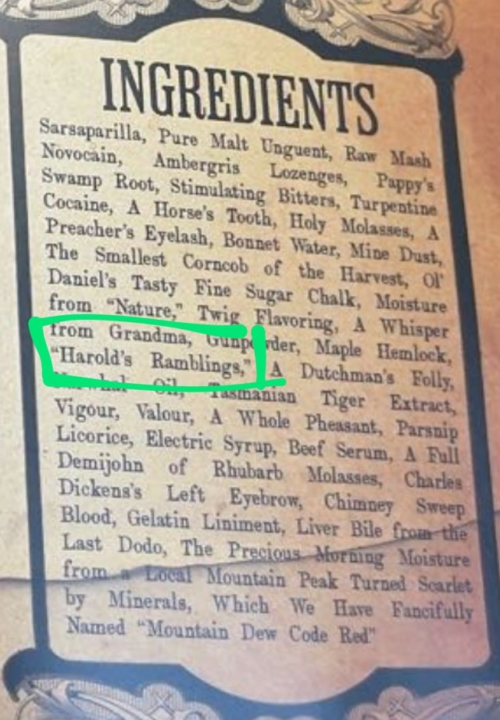 INGREDIENTS
Sarsaparilla, Pure Malt Unguent, Raw Mash
Novocain, Ambergris Lozenges, Pappy's
Swamp Root, Stimulating Bitters, Turpentine
Cocaine, A Horse's Tooth, Holy Molasses, A
Preacher's Eyelash, Bonnet Water, Mine Dust,
The Smallest Corncob of the Harvest, Ol'
Daniel's Tasty Fine Sugar Chalk, Moisture
from "Nature," Twig Flavoring, A Whisper
from Grandma, Gunpowder, Maple Hemlock,
"Harold's Ramblings," A Dutchman's Folly,
Narwhal Oil, Tasmanian Tiger Extract,
Vigour, Valour, A Whole Pheasant, Parsnip
Licorice, Electric Syrup, Beef Serum, A Full
Demijohn of Rhubarb Molasses, Charles
Dickens's Left Eyebrow, Chimney Sweep
Blood, Gelatin Liniment, Liver Bile from the
Last Dodo, The Precious Morning Moisture
from a Local Mountain Peak Turned Scarlet
by Minerals, Which We Have Fancifully
Named "Mountain Dew Code Red"